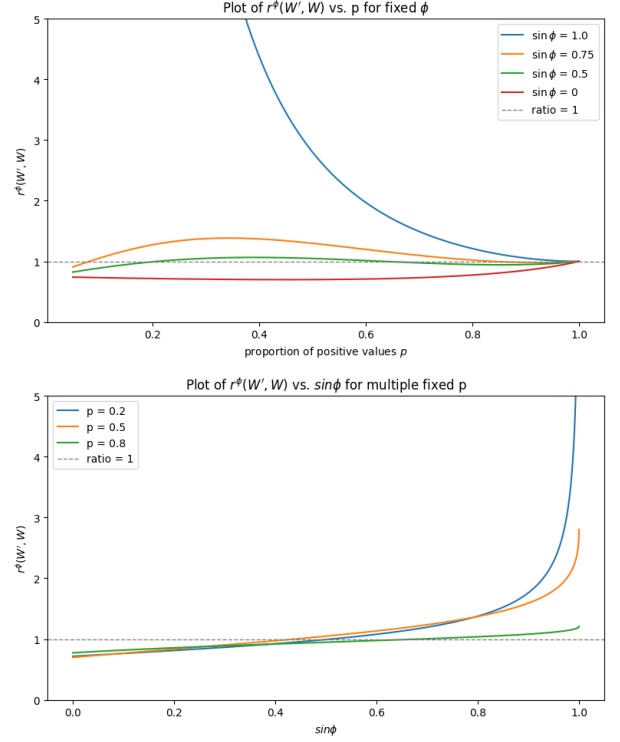 Plot of r^ϕ(W′, W) vs. p for fixed ϕ
5
4
3
2
1
0
r^ϕ(W′, W)
sin ϕ = 1.0
sin ϕ = 0.75
sin ϕ = 0.5
sin ϕ = 0
ratio = 1
0.2 0.4 0.6 0.8 1.0
proportion of positive values p
Plot of r^ϕ(W′, W) vs. sinϕ for multiple fixed p
5
4
3
2
1
0
r^ϕ(W′, W)
p = 0.2
p = 0.5
p = 0.8
ratio = 1
0.0 0.2 0.4 0.6 0.8 1.0
sinϕ